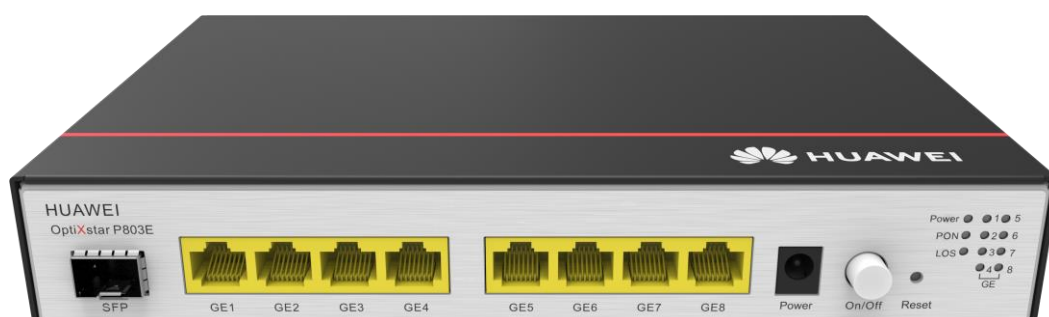 HUAWEI
HUAWEI
OptiXstar P803E
SFP
GE1 GE2 GE3 GE4 GE5 GE6 GE7 GE8
Power
On/Off
Reset
Power 1 5
PON 2 6
LOS 3 7
4 8
GE